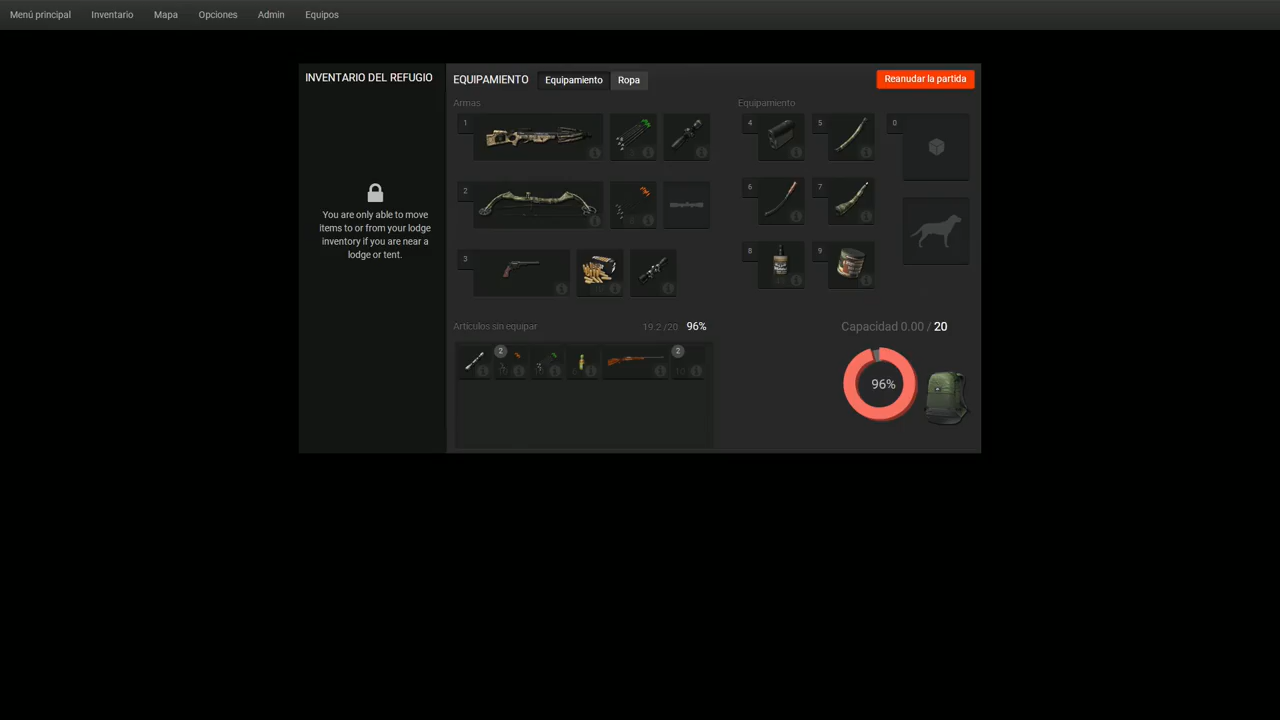 Menú principal
Inventario
Mapa
Opciones
Admin
Equipos
INVENTARIO DEL REFUGIO
You are only able to move
items to or from your lodge
inventory if you are near a
lodge or tent.
EQUIPAMIENTO
Equipamiento
Ropa
Reanudar la partida
Armas
1
2
3
Equipamiento
4
5
0
6
7
8
9
Artículos sin equipar
19.2 /20
96%
2
2
10
Capacidad 0.00 / 20
96%